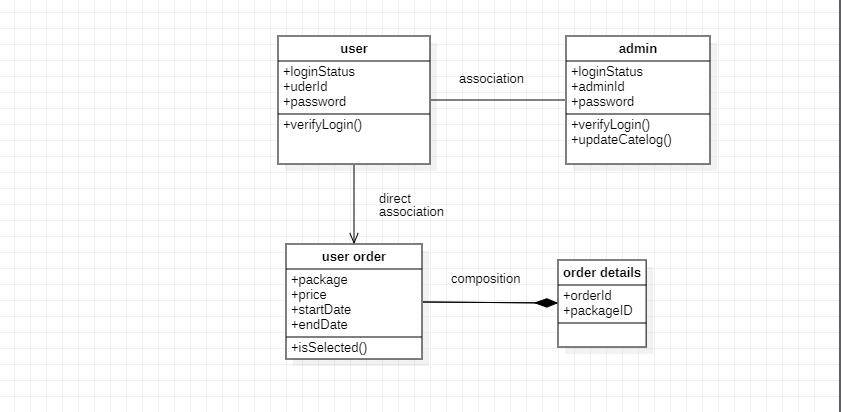 user
+loginStatus
+uderId
+password
+verifyLogin()
association
admin
+loginStatus
+adminId
+password
+verifyLogin()
+updateCatelog()
direct
association
user order
+package
+price
+startDate
+endDate
+isSelected()
composition
order details
+orderId
+packageID